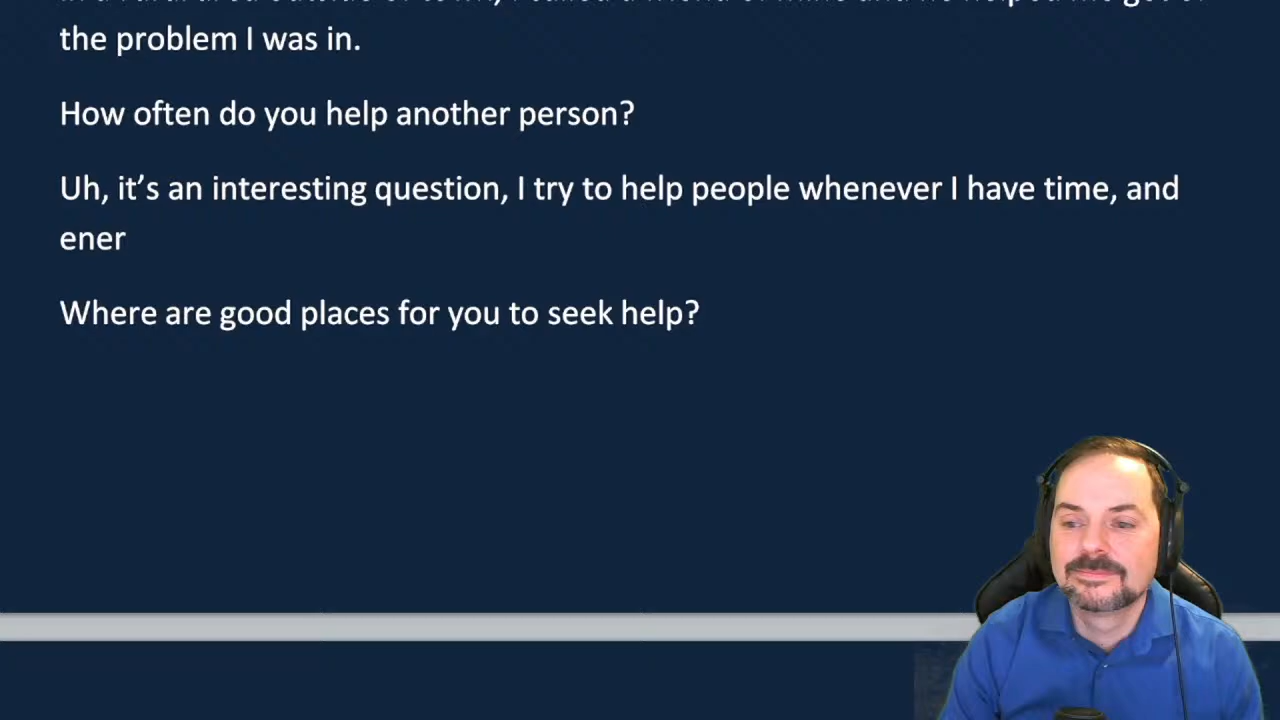 the problem I was in.
How often do you help another person?
Uh, it’s an interesting question, I try to help people whenever I have time, and
ener
Where are good places for you to seek help?